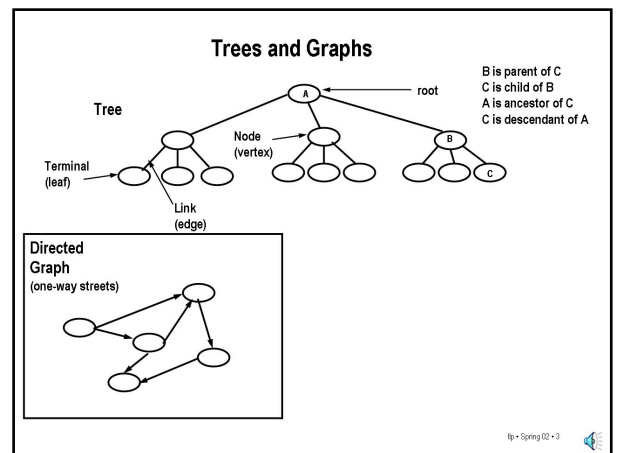 Trees and Graphs
B is parent of C
C is child of B
A is ancestor of C
C is descendant of A
A
root
Tree
Node
(vertex)
B
Terminal
(leaf)
C
Link
(edge)
Directed
Graph
(one-way streets)
tlp • Spring 02 • 3